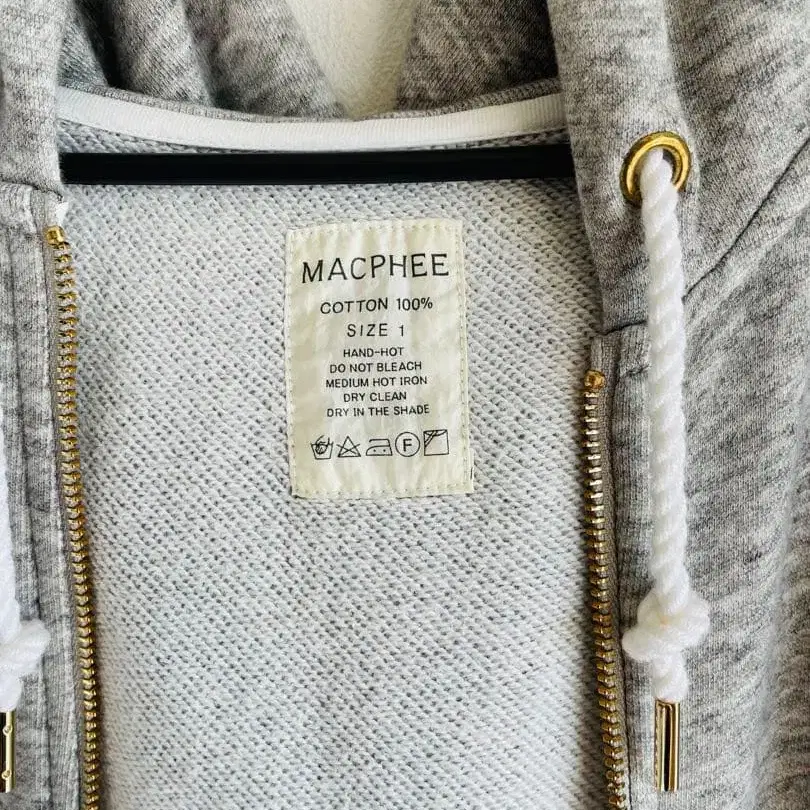 MACPHEE
COTTON 100%
SIZE 1
HAND-HOT
DO NOT BLEACH
MEDIUM HOT IRON
DRY CLEAN
DRY IN THE SHADE
F